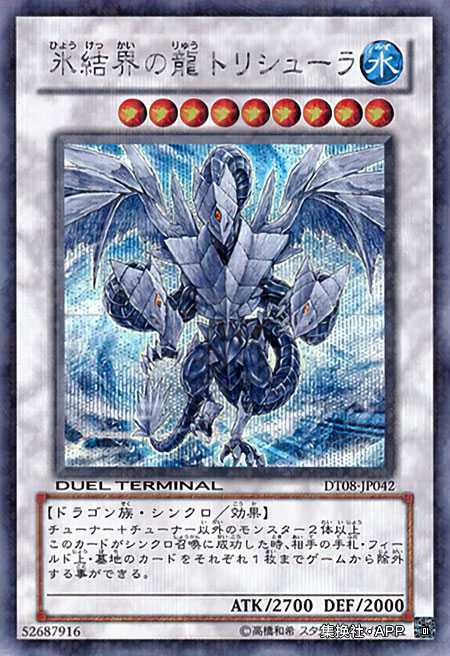 ひょう けっ かい りゅう
氷結界の龍 トリシューラ
みず
水
DUEL TERMINAL DT08-JP042
【ドラゴン族・シンクロ／効果】
チューナー＋チューナー以外のモンスター２体以上
このカードがシンクロ召喚に成功した時、相手の手札・フィー
ルド上・墓地のカードをそれぞれ１枚までゲームから除外
する事ができる。
ATK/2700 DEF/2000
52687916 ©高橋和希 スタジオ
集換社·APP